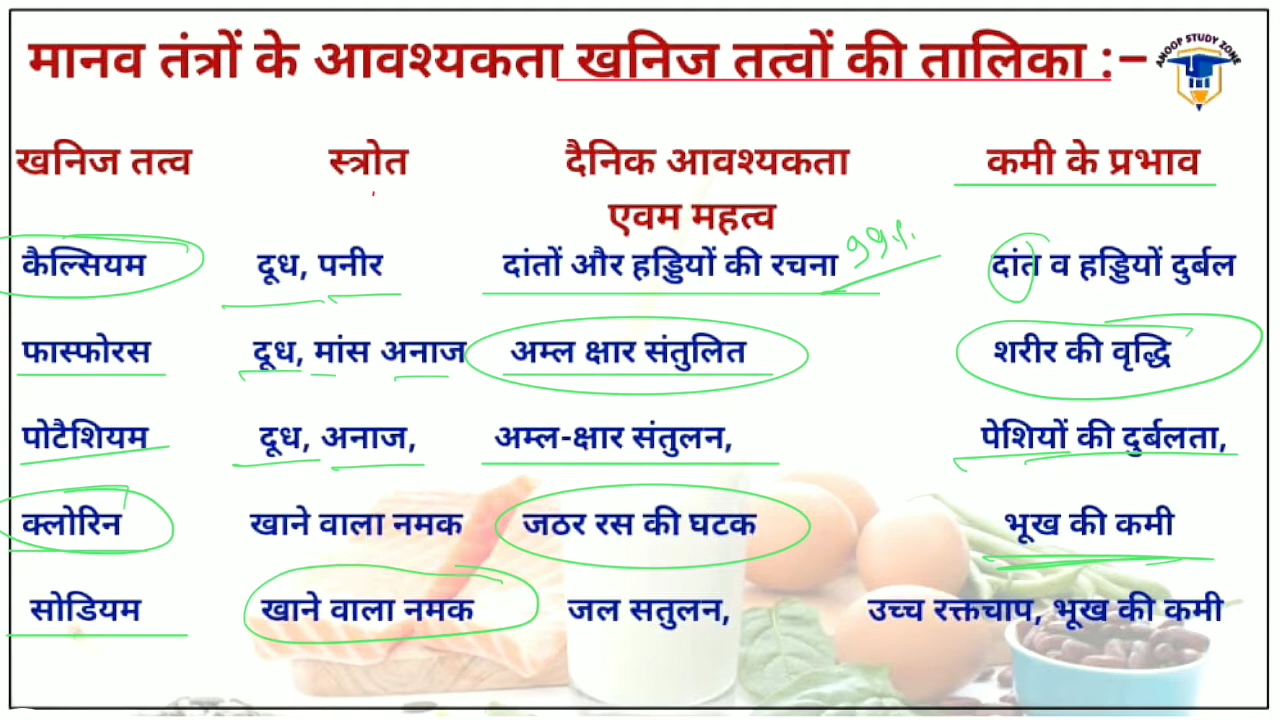 मानव तंत्रों के आवश्यकता खनिज तत्वों की तालिका :-
ANOOP STUDY ZONE
खनिज तत्व स्त्रोत दैनिक आवश्यकता कमी के प्रभाव
एवम महत्व
कैल्सियम दूध, पनीर दांतों और हड्डियों की रचना 99% दांत व हड्डियों दुर्बल
फास्फोरस दूध, मांस अनाज अम्ल क्षार संतुलित शरीर की वृद्धि
पोटैशियम दूध, अनाज, अम्ल-क्षार संतुलन, पेशियों की दुर्बलता,
क्लोरिन खाने वाला नमक जठर रस की घटक भूख की कमी
सोडियम खाने वाला नमक जल सतुलन, उच्च रक्तचाप, भूख की कमी